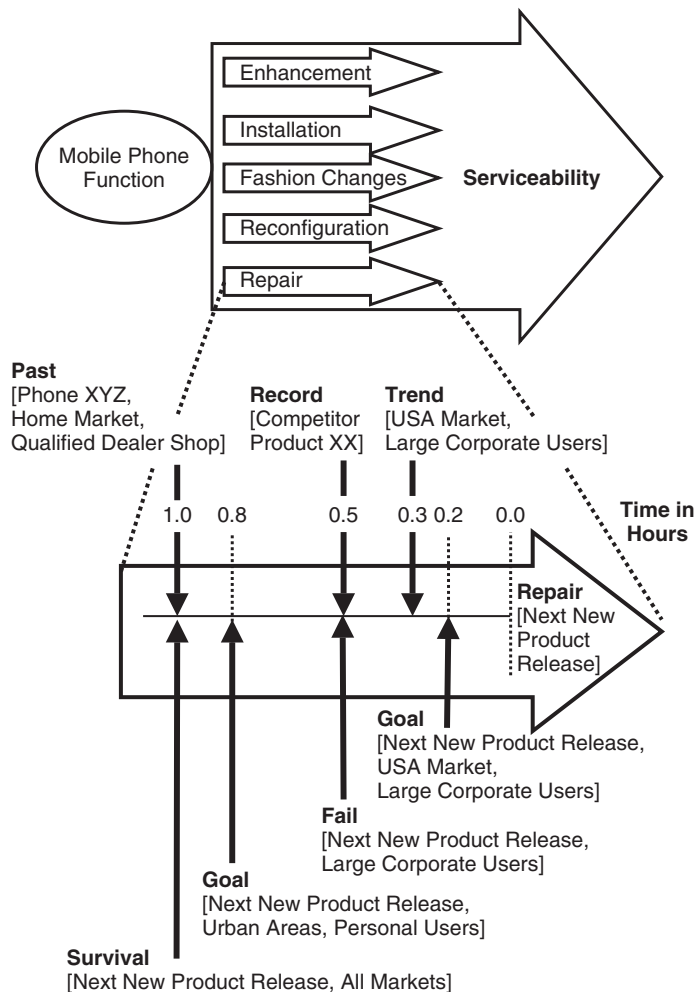 Enhancement
Installation
Mobile Phone
Function
Fashion Changes
Serviceability
Reconfiguration
Repair
Past
[Phone XYZ,
Home Market,
Qualified Dealer Shop]
Record
[Competitor
Product XX]
Trend
[USA Market,
Large Corporate Users]
Time in
Hours
1.0 0.8 0.5 0.3 0.2 0.0
Repair
[Next New
Product
Release]
Goal
[Next New Product Release,
USA Market,
Large Corporate Users]
Fail
[Next New Product Release,
Large Corporate Users]
Goal
[Next New Product Release,
Urban Areas, Personal Users]
Survival
[Next New Product Release, All Markets]